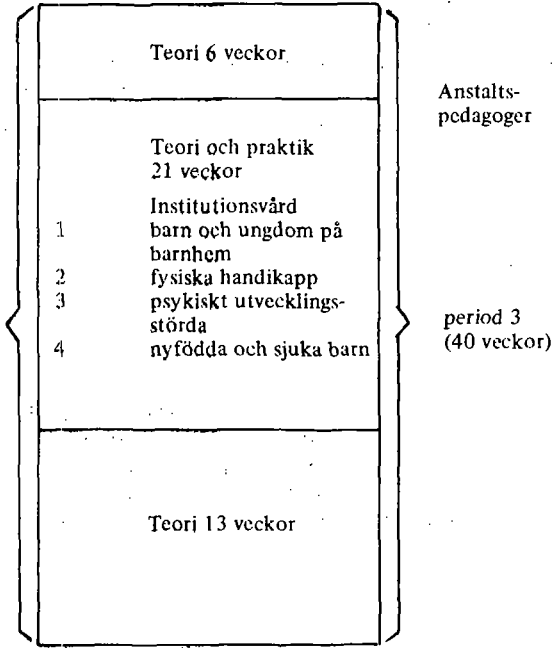 Teori 6 veckor
Anstalts-
pedagoger
Teori och praktik
21 veckor
Institutionsvård
1 barn och ungdom på
barnhem
2 fysiska handikapp
3 psykiskt utvecklings-
störda
4 nyfödda och sjuka barn
period 3
(40 veckor)
Teori 13 veckor